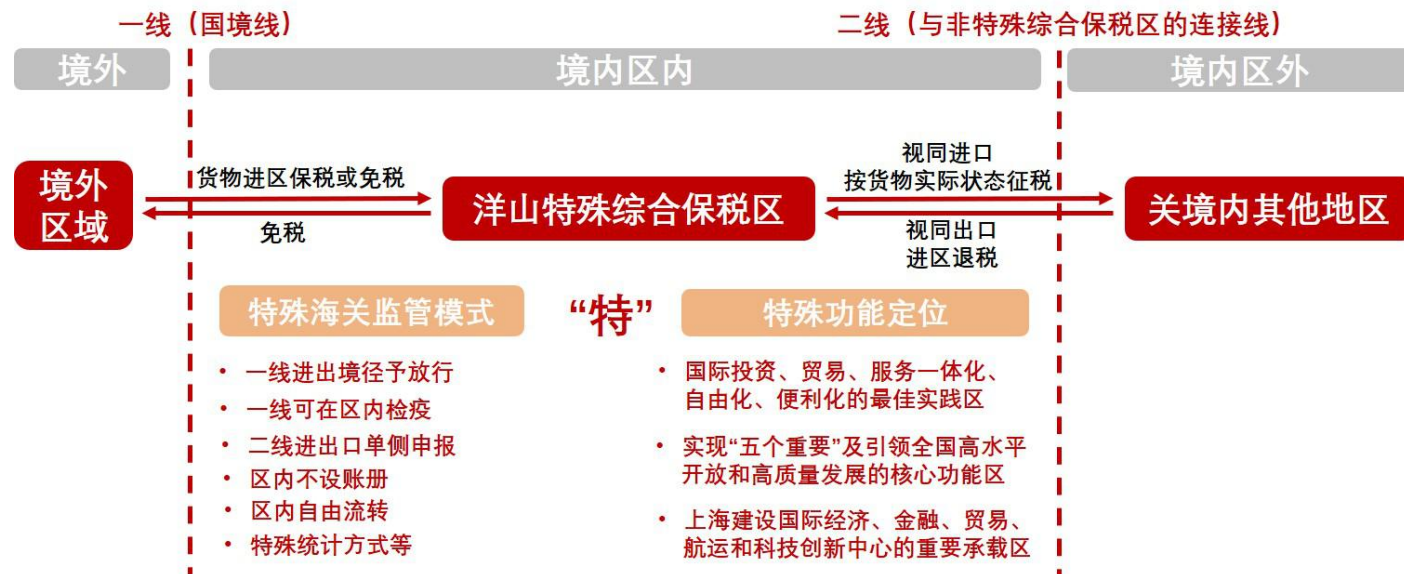 一线（国境线）
二线（与非特殊综合保税区的连接线）
境外
境内区内
境内区外
境外
区域
货物进区保税或免税
免税
洋山特殊综合保税区
视同进口
按货物实际状态征税
视同出口
进区退税
关境内其他地区
特殊海关监管模式
“特”
特殊功能定位
• 一线进出境径予放行
• 一线可在区内检疫
• 二线进出口单侧申报
• 区内不设账册
• 区内自由流转
• 特殊统计方式等
• 国际投资、贸易、服务一体化、
自由化、便利化的最佳实践区
• 实现“五个重要”及引领全国高水平
开放和高质量发展的核心功能区
• 上海建设国际经济、金融、贸易、
航运和科技创新中心的重要承载区